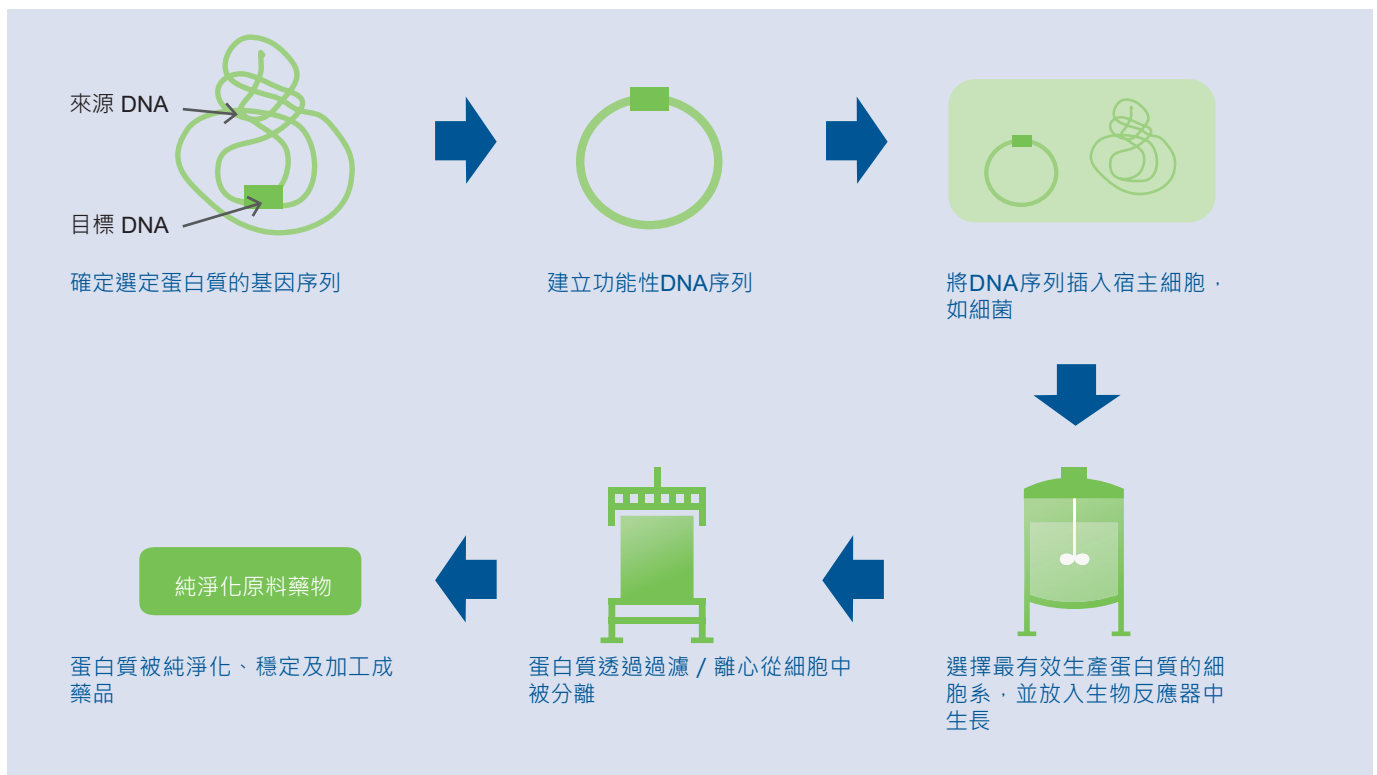 來源 DNA
目標 DNA
確定選定蛋白質的基因序列
建立功能性DNA序列
將DNA序列插入宿主細胞，
如細菌
選擇最有效生產蛋白質的細
胞系，並放入生物反應器中
生長
蛋白質透過過濾 / 離心從細胞中
被分離
純淨化原料藥物
蛋白質被純淨化、穩定及加工成
藥品